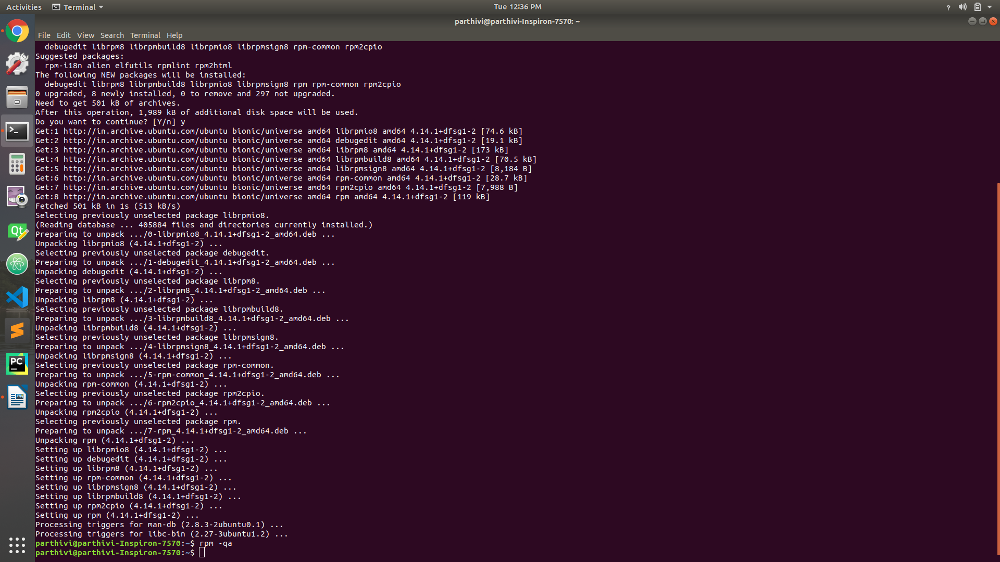 Activities Terminal Tue 12:36 PM ?
parthivi@parthivi-Inspiron-7570: ~
File Edit View Search Terminal Help
  debugedit librpm8 librpmbuild8 librpmio8 librpmsign8 rpm-common rpm2cpio
Suggested packages:
  rpm-i18n alien elfutils rpmlint rpm2html
The following NEW packages will be installed:
  debugedit librpm8 librpmbuild8 librpmio8 librpmsign8 rpm rpm-common rpm2cpio
0 upgraded, 8 newly installed, 0 to remove and 297 not upgraded.
Need to get 501 kB of archives.
After this operation, 1,989 kB of additional disk space will be used.
Do you want to continue? [Y/n] y
Get:1 http://in.archive.ubuntu.com/ubuntu bionic/universe amd64 librpmio8 amd64 4.14.1+dfsg1-2 [74.6 kB]
Get:2 http://in.archive.ubuntu.com/ubuntu bionic/universe amd64 debugedit amd64 4.14.1+dfsg1-2 [19.1 kB]
Get:3 http://in.archive.ubuntu.com/ubuntu bionic/universe amd64 librpm8 amd64 4.14.1+dfsg1-2 [173 kB]
Get:4 http://in.archive.ubuntu.com/ubuntu bionic/universe amd64 librpmbuild8 amd64 4.14.1+dfsg1-2 [70.5 kB]
Get:5 http://in.archive.ubuntu.com/ubuntu bionic/universe amd64 librpmsign8 amd64 4.14.1+dfsg1-2 [8,184 B]
Get:6 http://in.archive.ubuntu.com/ubuntu bionic/universe amd64 rpm-common amd64 4.14.1+dfsg1-2 [28.7 kB]
Get:7 http://in.archive.ubuntu.com/ubuntu bionic/universe amd64 rpm2cpio amd64 4.14.1+dfsg1-2 [7,988 B]
Get:8 http://in.archive.ubuntu.com/ubuntu bionic/universe amd64 rpm amd64 4.14.1+dfsg1-2 [119 kB]
Fetched 501 kB in 1s (513 kB/s)
Selecting previously unselected package librpmio8.
(Reading database ... 405884 files and directories currently installed.)
Preparing to unpack .../0-librpmio8_4.14.1+dfsg1-2_amd64.deb ...
Unpacking librpmio8 (4.14.1+dfsg1-2) ...
Selecting previously unselected package debugedit.
Preparing to unpack .../1-debugedit_4.14.1+dfsg1-2_amd64.deb ...
Unpacking debugedit (4.14.1+dfsg1-2) ...
Selecting previously unselected package librpm8.
Preparing to unpack .../2-librpm8_4.14.1+dfsg1-2_amd64.deb ...
Unpacking librpm8 (4.14.1+dfsg1-2) ...
Selecting previously unselected package librpmbuild8.
Preparing to unpack .../3-librpmbuild8_4.14.1+dfsg1-2_amd64.deb ...
Unpacking librpmbuild8 (4.14.1+dfsg1-2) ...
Selecting previously unselected package librpmsign8.
Preparing to unpack .../4-librpmsign8_4.14.1+dfsg1-2_amd64.deb ...
Unpacking librpmsign8 (4.14.1+dfsg1-2) ...
Selecting previously unselected package rpm-common.
Preparing to unpack .../5-rpm-common_4.14.1+dfsg1-2_amd64.deb ...
Unpacking rpm-common (4.14.1+dfsg1-2) ...
Selecting previously unselected package rpm2cpio.
Preparing to unpack .../6-rpm2cpio_4.14.1+dfsg1-2_amd64.deb ...
Unpacking rpm2cpio (4.14.1+dfsg1-2) ...
Selecting previously unselected package rpm.
Preparing to unpack .../7-rpm_4.14.1+dfsg1-2_amd64.deb ...
Unpacking rpm (4.14.1+dfsg1-2) ...
Setting up librpmio8 (4.14.1+dfsg1-2) ...
Setting up debugedit (4.14.1+dfsg1-2) ...
Setting up librpm8 (4.14.1+dfsg1-2) ...
Setting up rpm-common (4.14.1+dfsg1-2) ...
Setting up librpmsign8 (4.14.1+dfsg1-2) ...
Setting up librpmbuild8 (4.14.1+dfsg1-2) ...
Setting up rpm2cpio (4.14.1+dfsg1-2) ...
Setting up rpm (4.14.1+dfsg1-2) ...
Processing triggers for man-db (2.8.3-2ubuntu0.1) ...
Processing triggers for libc-bin (2.27-3ubuntu1.2) ...
parthivi@parthivi-Inspiron-7570:~$ rpm -qa
parthivi@parthivi-Inspiron-7570:~$
Qt
PC